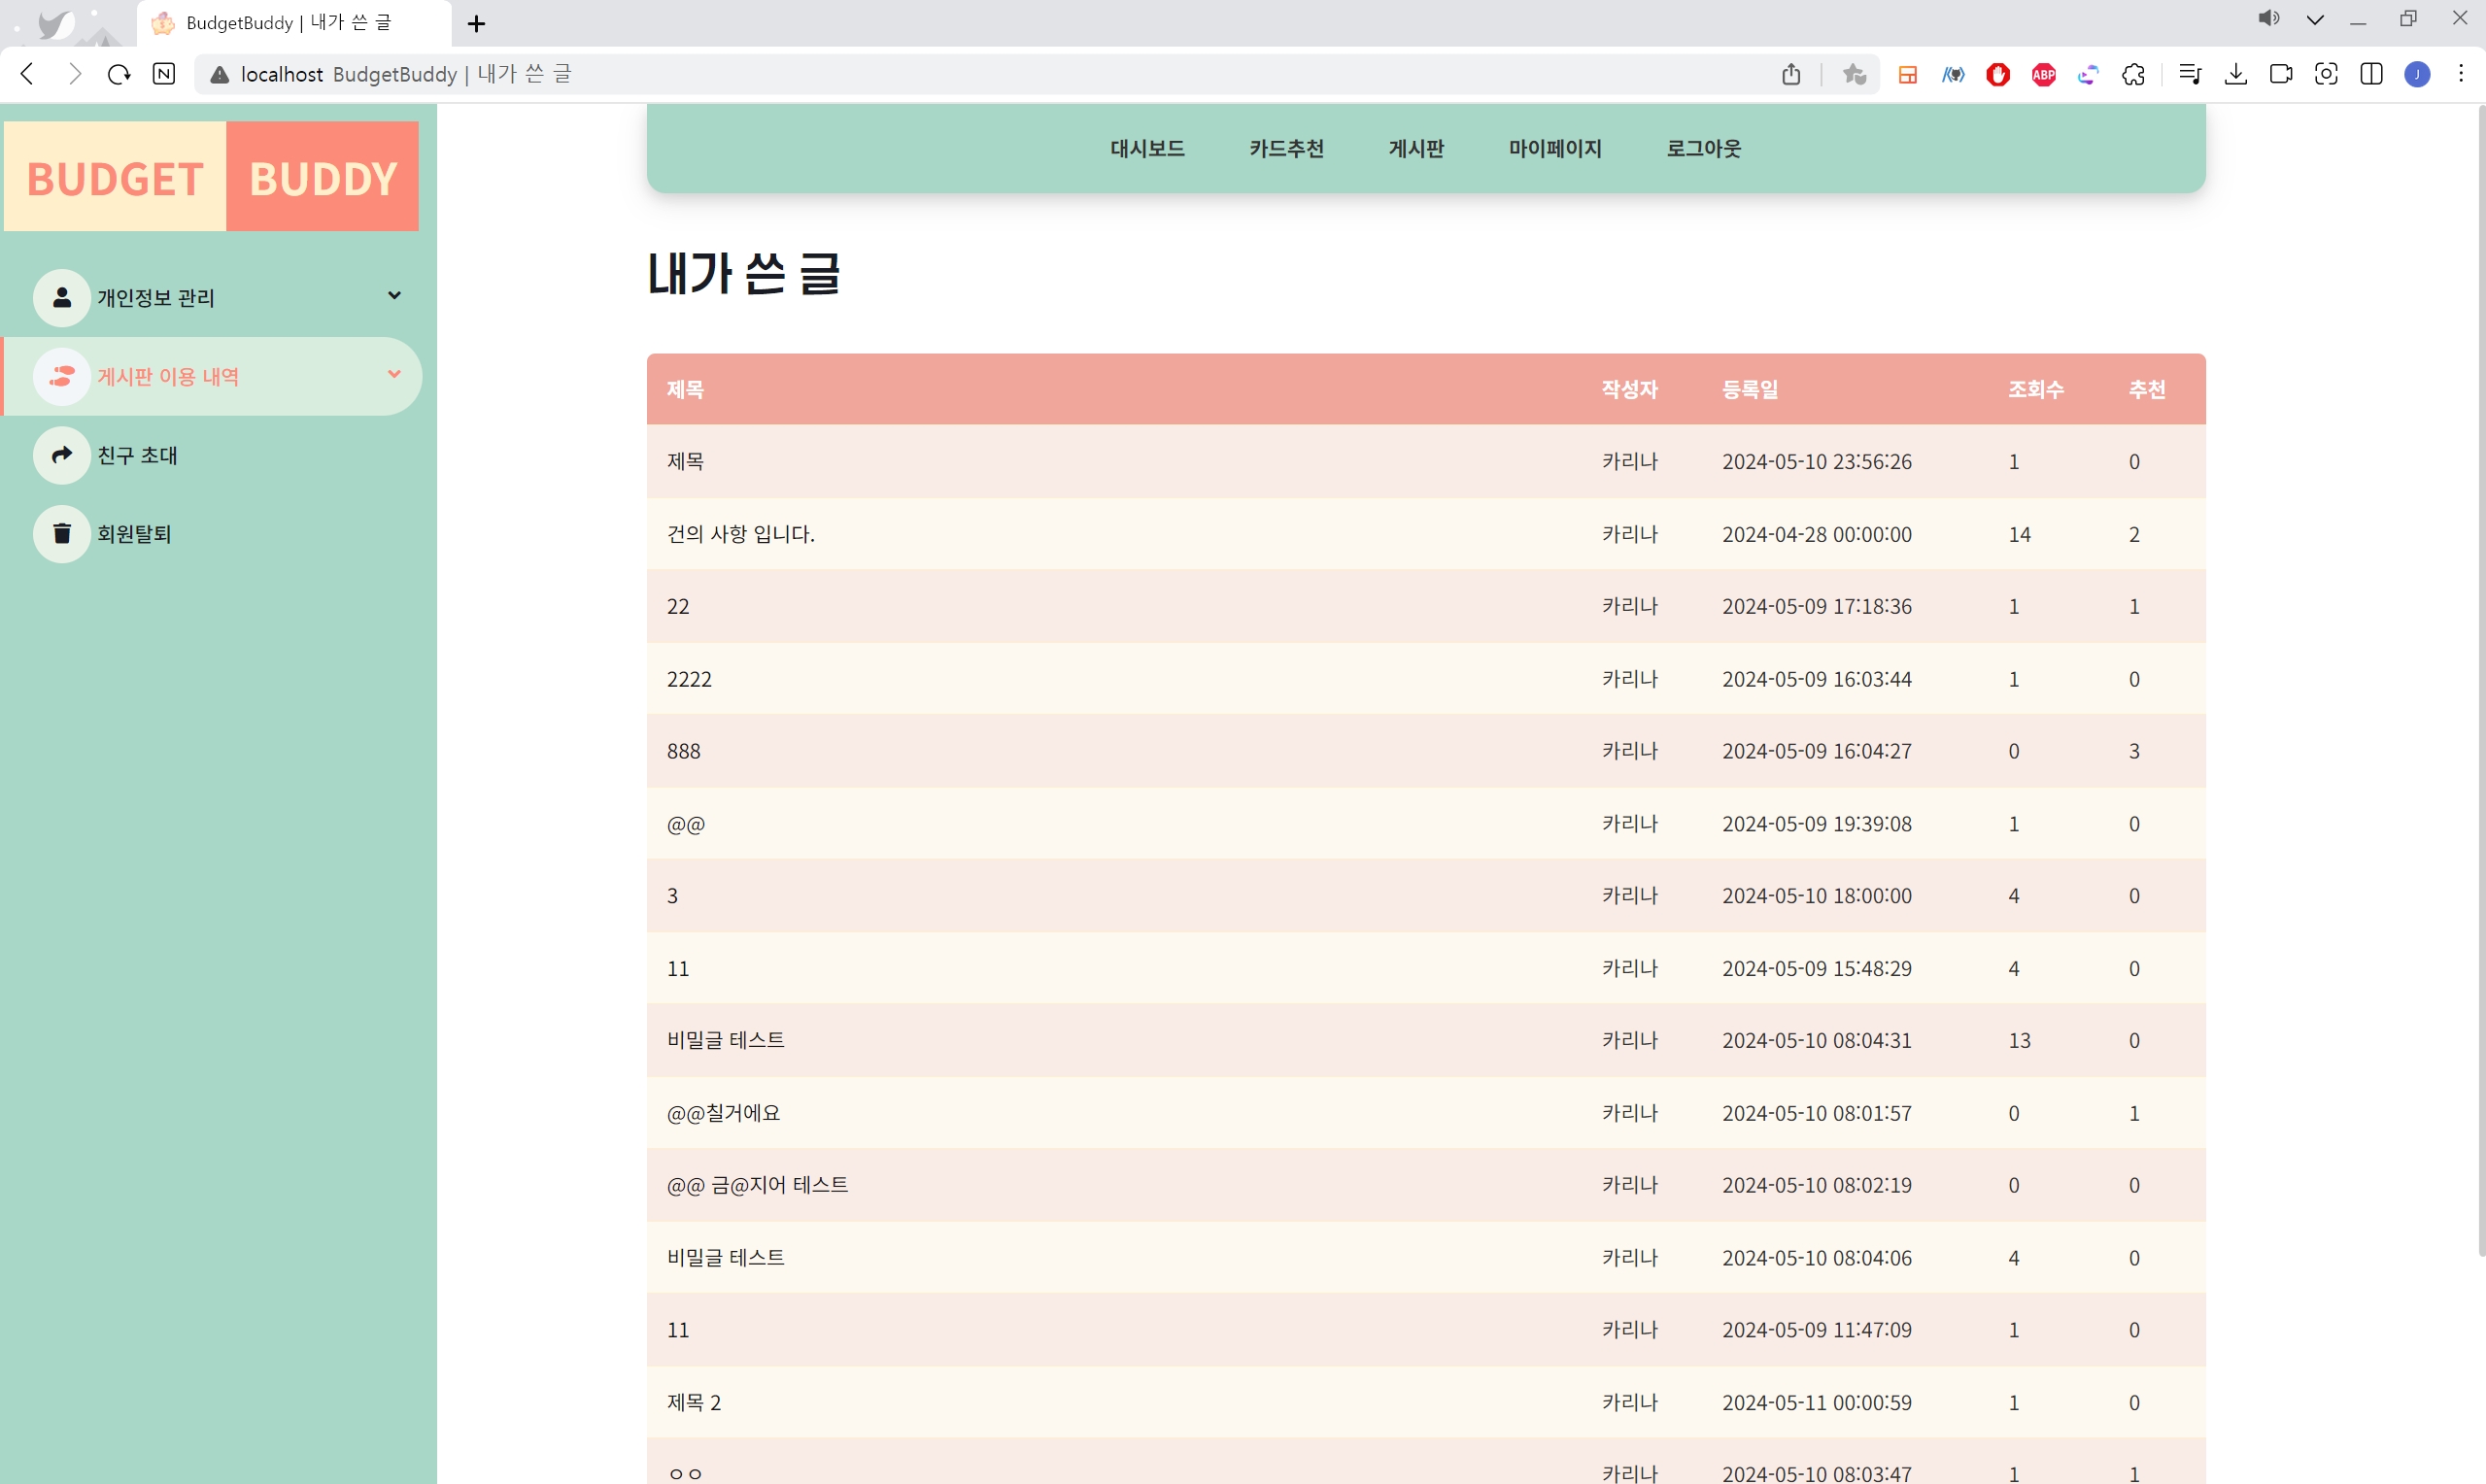 BudgetBuddy | 내가 쓴 글
localhost BudgetBuddy | 내가 쓴 글
ABP
J
BUDGET BUDDY
개인정보 관리
게시판 이용 내역
친구 초대
회원탈퇴
대시보드 카드추천 게시판 마이페이지 로그아웃
내가 쓴 글
제목 작성자 등록일 조회수 추천
제목 카리나 2024-05-10 23:56:26 1 0
건의 사항 입니다. 카리나 2024-04-28 00:00:00 14 2
22 카리나 2024-05-09 17:18:36 1 1
2222 카리나 2024-05-09 16:03:44 1 0
888 카리나 2024-05-09 16:04:27 0 3
@@ 카리나 2024-05-09 19:39:08 1 0
3 카리나 2024-05-10 18:00:00 4 0
11 카리나 2024-05-09 15:48:29 4 0
비밀글 테스트 카리나 2024-05-10 08:04:31 13 0
@@칠거에요 카리나 2024-05-10 08:01:57 0 1
@@ 금@지어 테스트 카리나 2024-05-10 08:02:19 0 0
비밀글 테스트 카리나 2024-05-10 08:04:06 4 0
11 카리나 2024-05-09 11:47:09 1 0
제목 2 카리나 2024-05-11 00:00:59 1 0
ㅇㅇ 카리나 2024-05-10 08:03:47 1 1